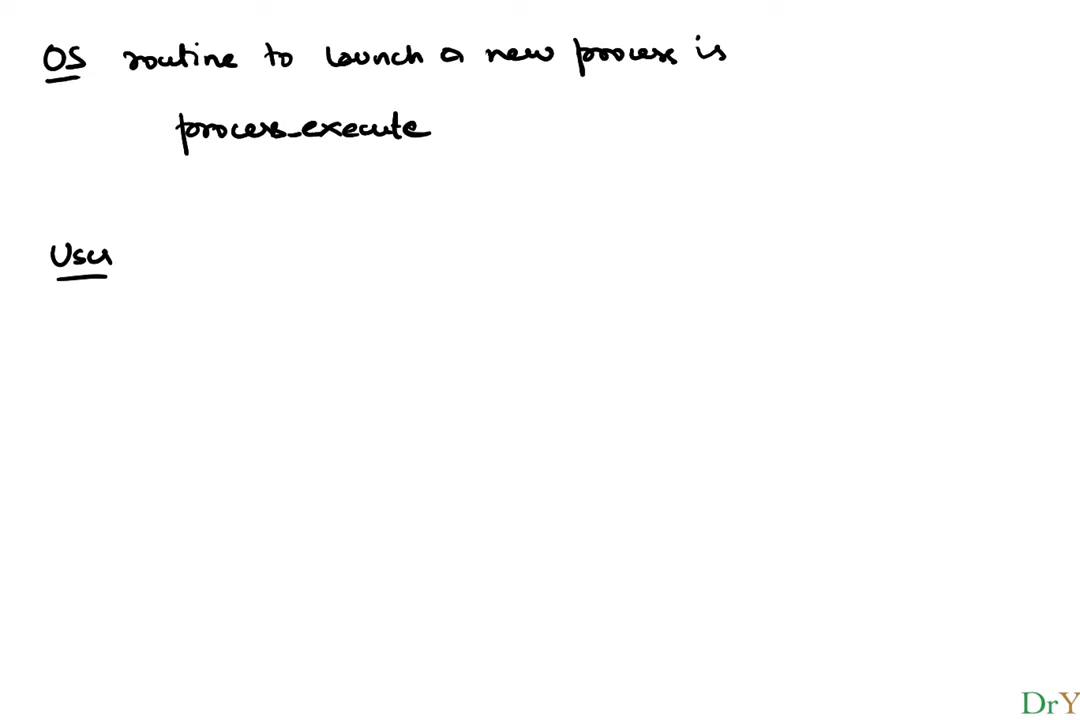 OS routine to launch a new process is
process_execute
User
DrY